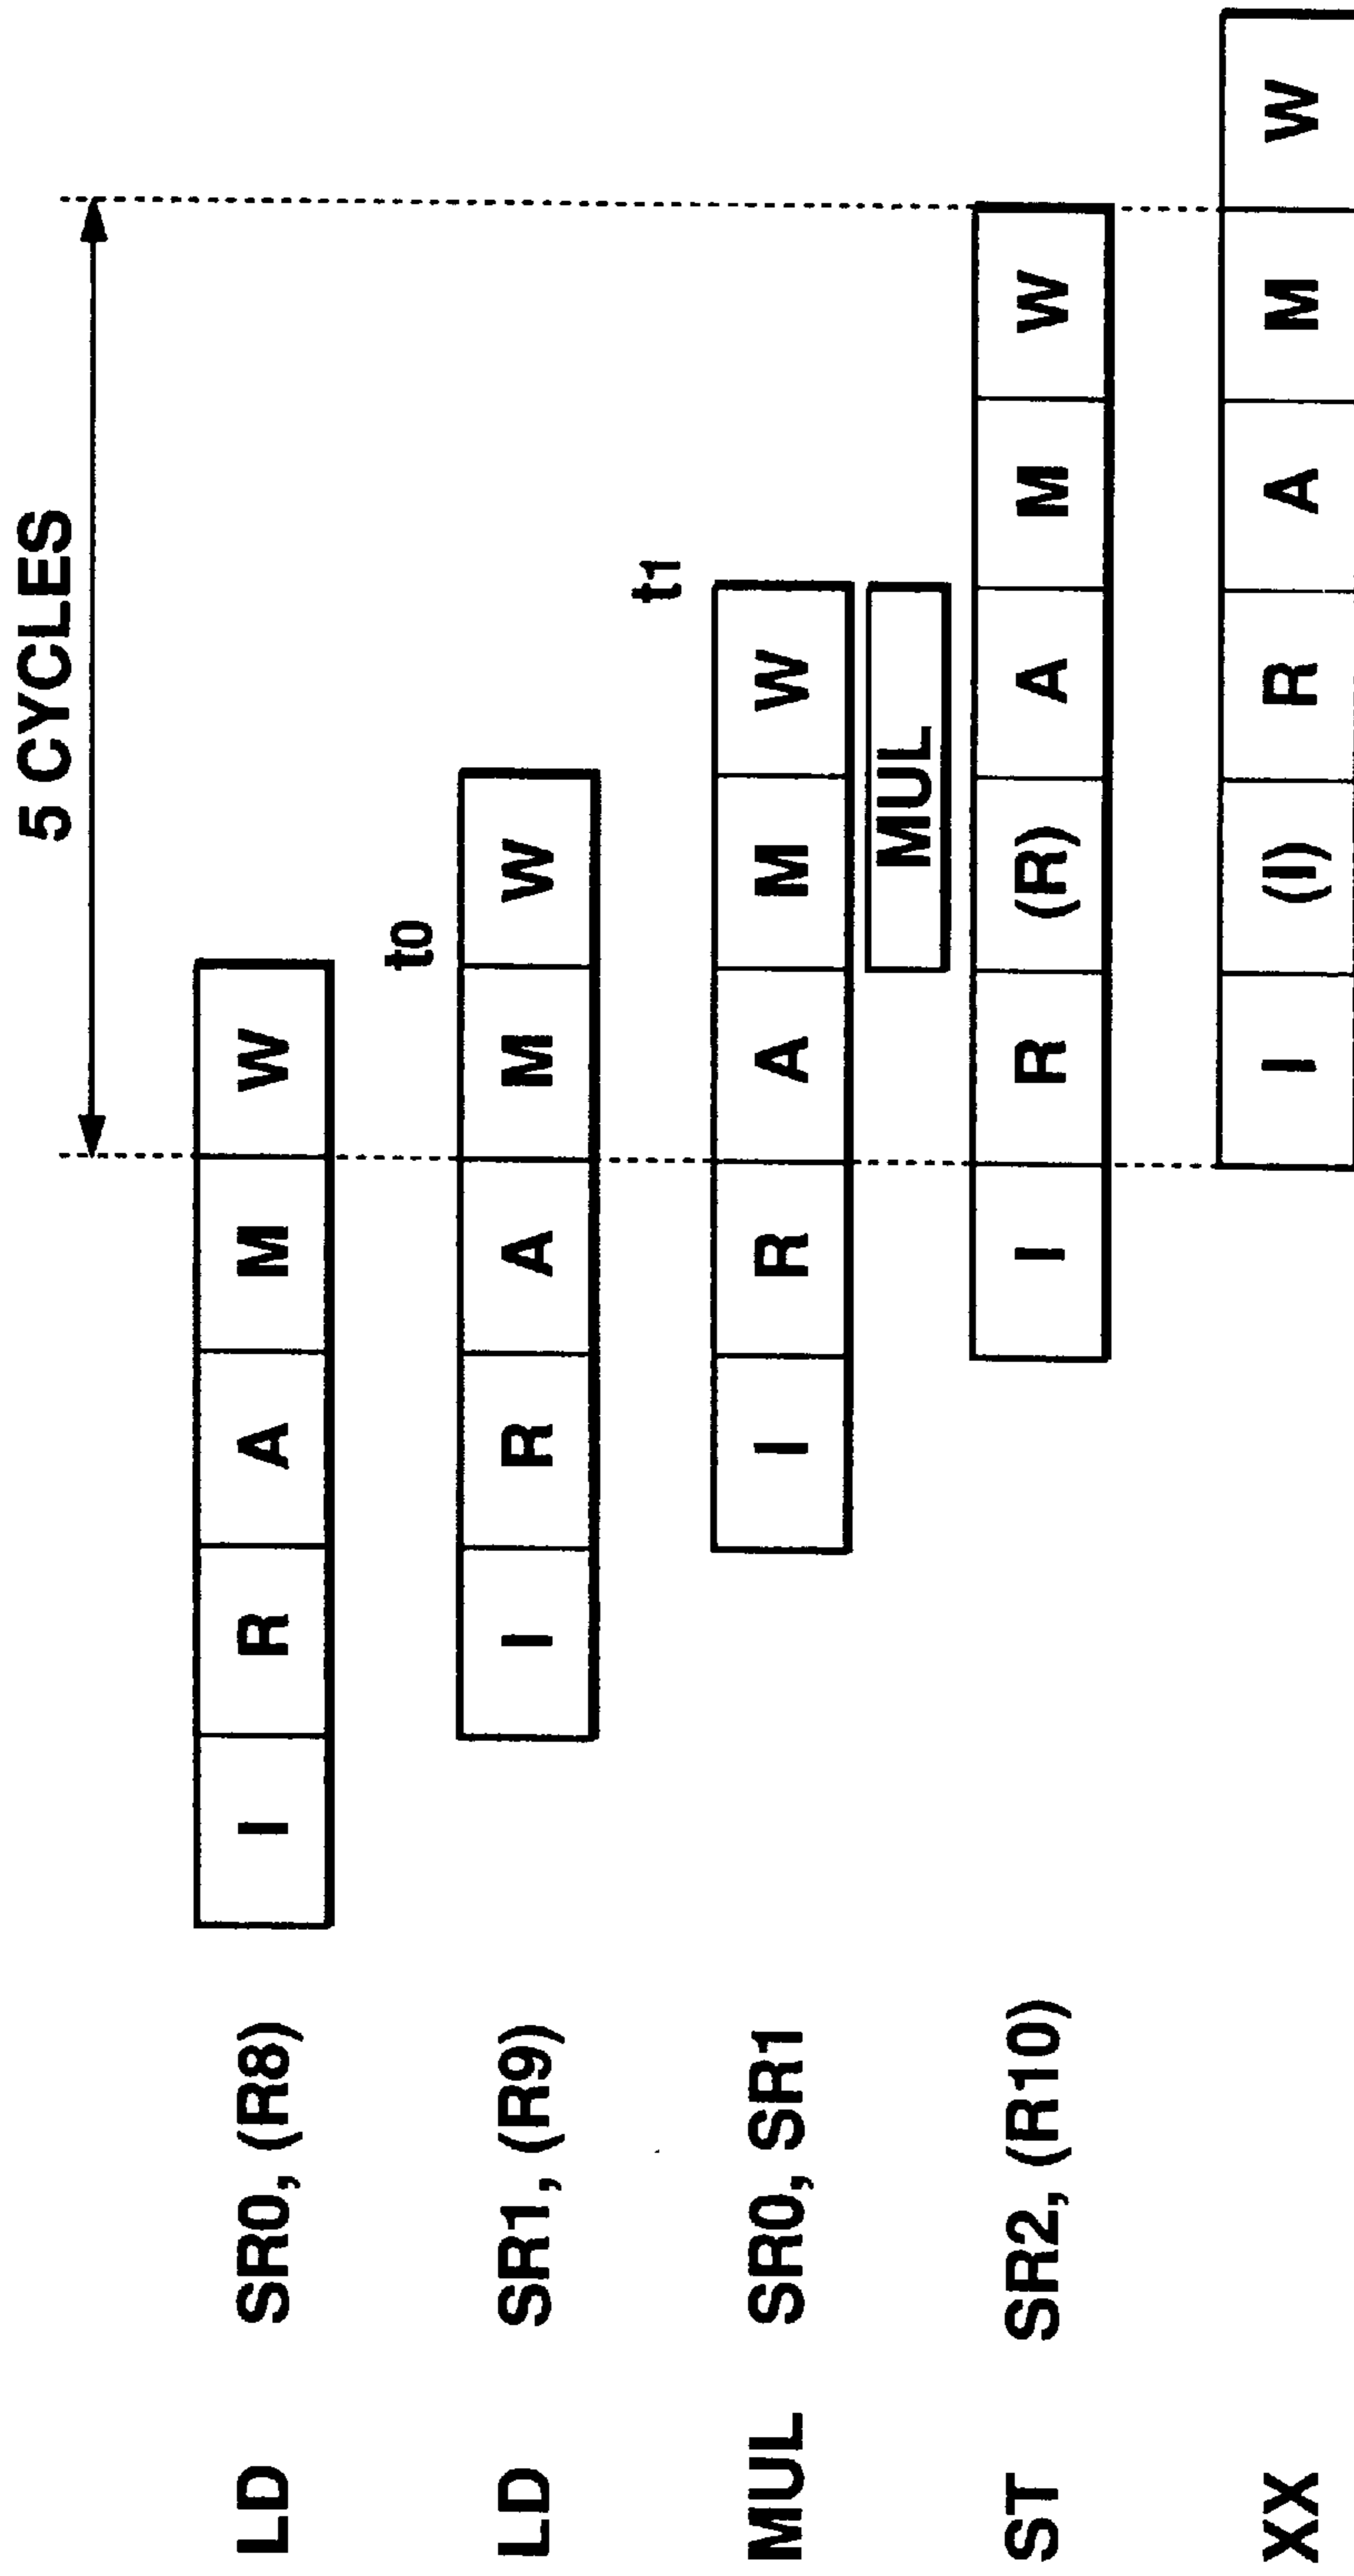 5 CYCLES
LD SR0, (R8) I R A M W
t0
LD SR1, (R9) I R A M W
t1
MUL SR0, SR1 I R A M W
MUL
ST SR2, (R10) I R (R) A M W
XX I (I) R A M W